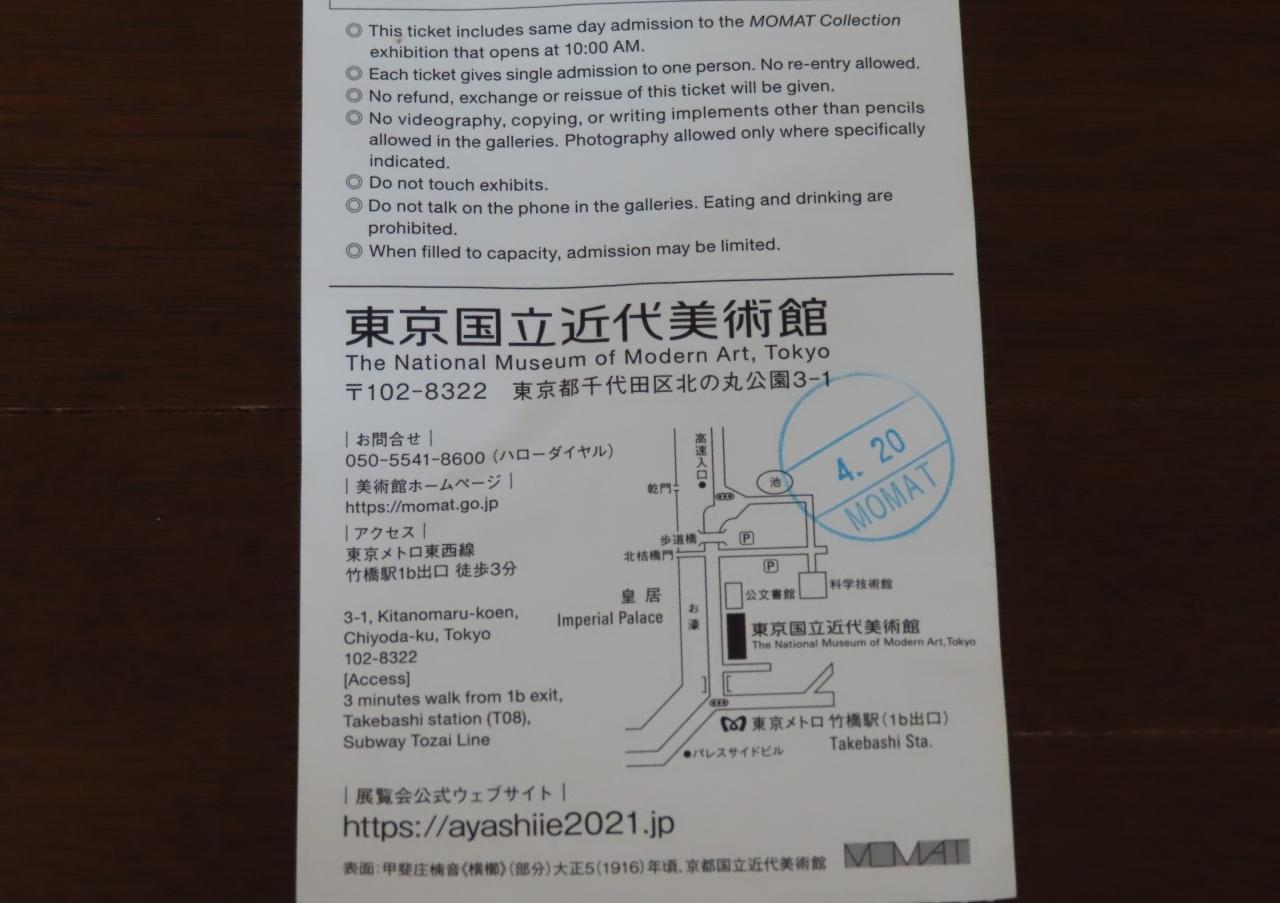 ◎ This ticket includes same day admission to the MOMAT Collection
exhibition that opens at 10:00 AM.
◎ Each ticket gives single admission to one person. No re-entry allowed.
◎ No refund, exchange or reissue of this ticket will be given.
◎ No videography, copying, or writing implements other than pencils
allowed in the galleries. Photography allowed only where specifically
indicated.
◎ Do not touch exhibits.
◎ Do not talk on the phone in the galleries. Eating and drinking are
prohibited.
◎ When filled to capacity, admission may be limited.
東京国立近代美術館
The National Museum of Modern Art, Tokyo
〒102-8322 東京都千代田区北の丸公園3-1
|お問合せ|
050-5541-8600（ハローダイヤル）
|美術館ホームページ|
https://momat.go.jp
|アクセス|
東京メトロ東西線
竹橋駅1b出口 徒歩3分
3-1, Kitanomaru-koen,
Chiyoda-ku, Tokyo
102-8322
[Access]
3 minutes walk from 1b exit,
Takebashi station (T08),
Subway Tozai Line
4. 20
MOMAT
高速入口
池
乾門
歩道橋
P
北桔橋門
P
科学技術館
公文書館
皇居
Imperial Palace
お濠
東京国立近代美術館
The National Museum of Modern Art, Tokyo
東京メトロ 竹橋駅（1b出口）
Takebashi Sta.
●パレスサイドビル
|展覧会公式ウェブサイト|
https://ayashiie2021.jp
表面：甲斐庄楠音《横櫛》（部分）大正5（1916）年頃、京都国立近代美術館
MOMAT